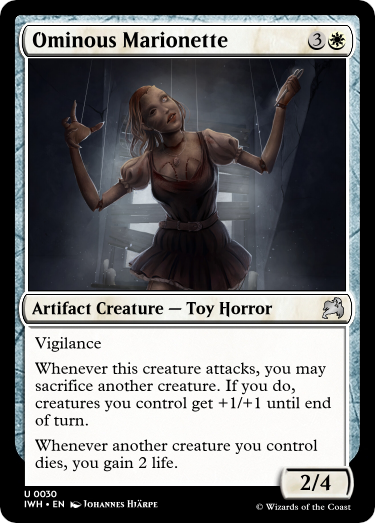 Ominous Marionette 3
Artifact Creature — Toy Horror
Vigilance
Whenever this creature attacks, you may
sacrifice another creature. If you do,
creatures you control get +1/+1 until end
of turn.
Whenever another creature you control
dies, you gain 2 life.
2/4
U 0030
IWH • EN Johannes Hjärpe
© Wizards of the Coast